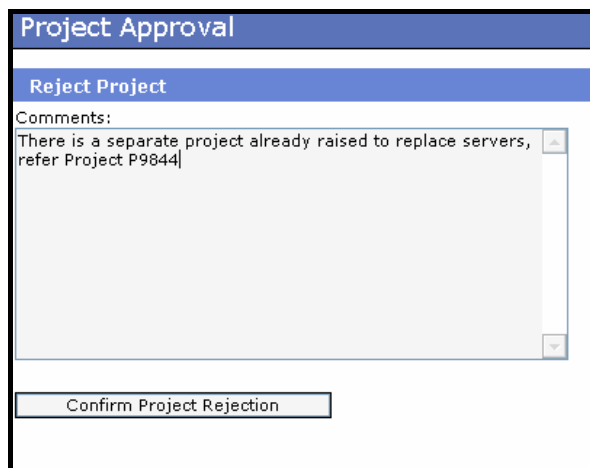 Project Approval
Reject Project
Comments:
There is a separate project already raised to replace servers,
refer Project P9844
Confirm Project Rejection